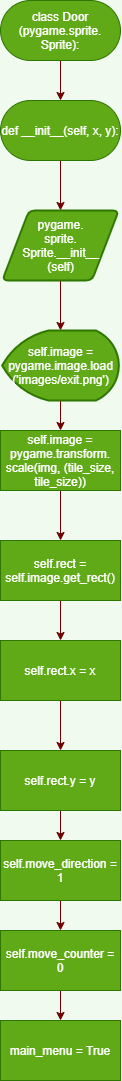 class Door
(pygame.sprite.
Sprite):
def __init__(self, x, y):
pygame.
sprite.
Sprite.__init__
(self)
self.image =
pygame.image.load
('images/exit.png')
self.image =
pygame.transform.
scale(img, (tile_size,
tile_size))
self.rect =
self.image.get_rect()
self.rect.x = x
self.rect.y = y
self.move_direction =
1
self.move_counter =
0
main_menu = True